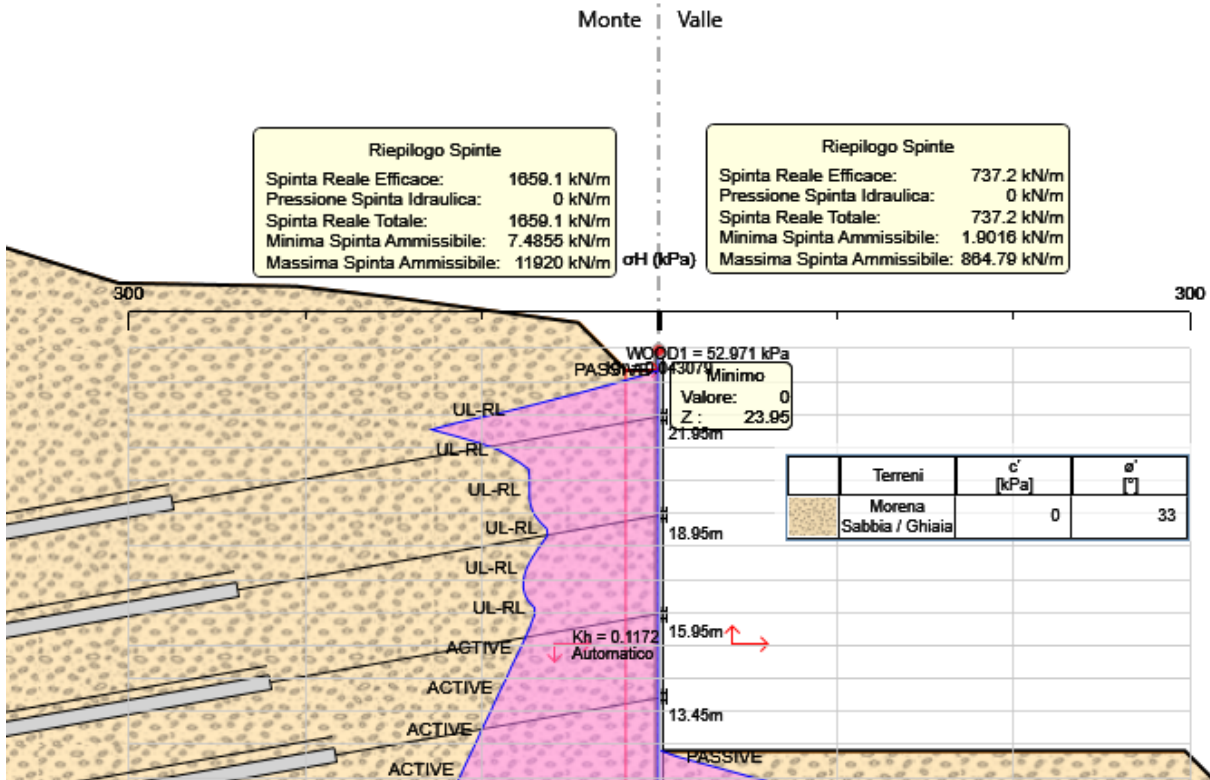 Monte Valle
Riepilogo Spinte
Spinta Reale Efficace: 1659.1 kN/m
Pressione Spinta Idraulica: 0 kN/m
Spinta Reale Totale: 1659.1 kN/m
Minima Spinta Ammissibile: 7.4855 kN/m
Massima Spinta Ammissibile: 11920 kN/m
Riepilogo Spinte
Spinta Reale Efficace: 737.2 kN/m
Pressione Spinta Idraulica: 0 kN/m
Spinta Reale Totale: 737.2 kN/m
Minima Spinta Ammissibile: 1.9016 kN/m
Massima Spinta Ammissibile: 864.79 kN/m
σH (kPa)
300
300
WOOD1 = 52.971 kPa
PASSIVE
Minimo
Valore: 0
Z : 23.95
UL-RL
21.95m
UL-RL
UL-RL
UL-RL
18.95m
UL-RL
UL-RL
15.95m
Kh = 0.1172
Automatico
ACTIVE
ACTIVE
13.45m
ACTIVE
PASSIVE
ACTIVE
Terreni c' [kPa] ø' [°]
Morena Sabbia / Ghiaia 0 33